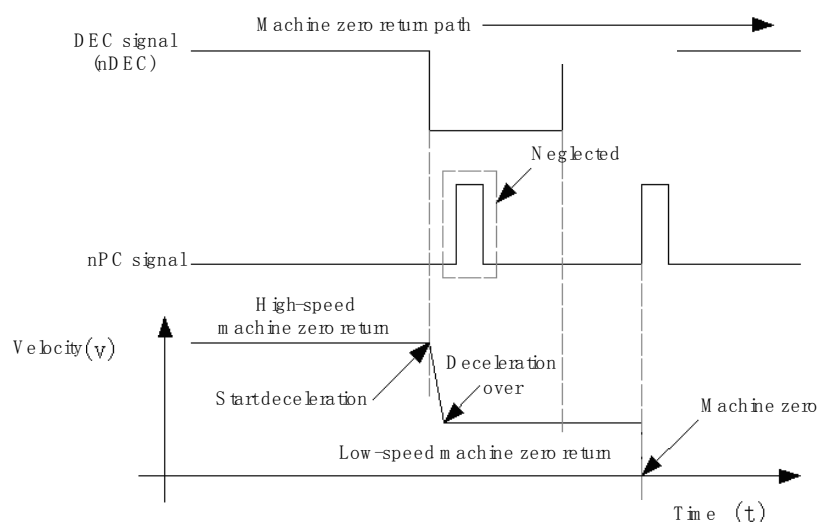 Machine zero return path
DEC signal
(nDEC)
Neglected
nPC signal
High-speed
machine zero return
Velocity(v)
Deceleration
over
Start deceleration
Machine zero
Low-speed machine zero return
Time (t)